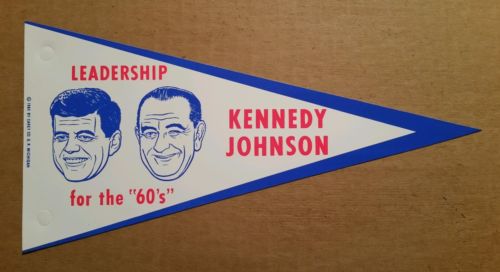 LEADERSHIP
for the "60's"
KENNEDY
JOHNSON